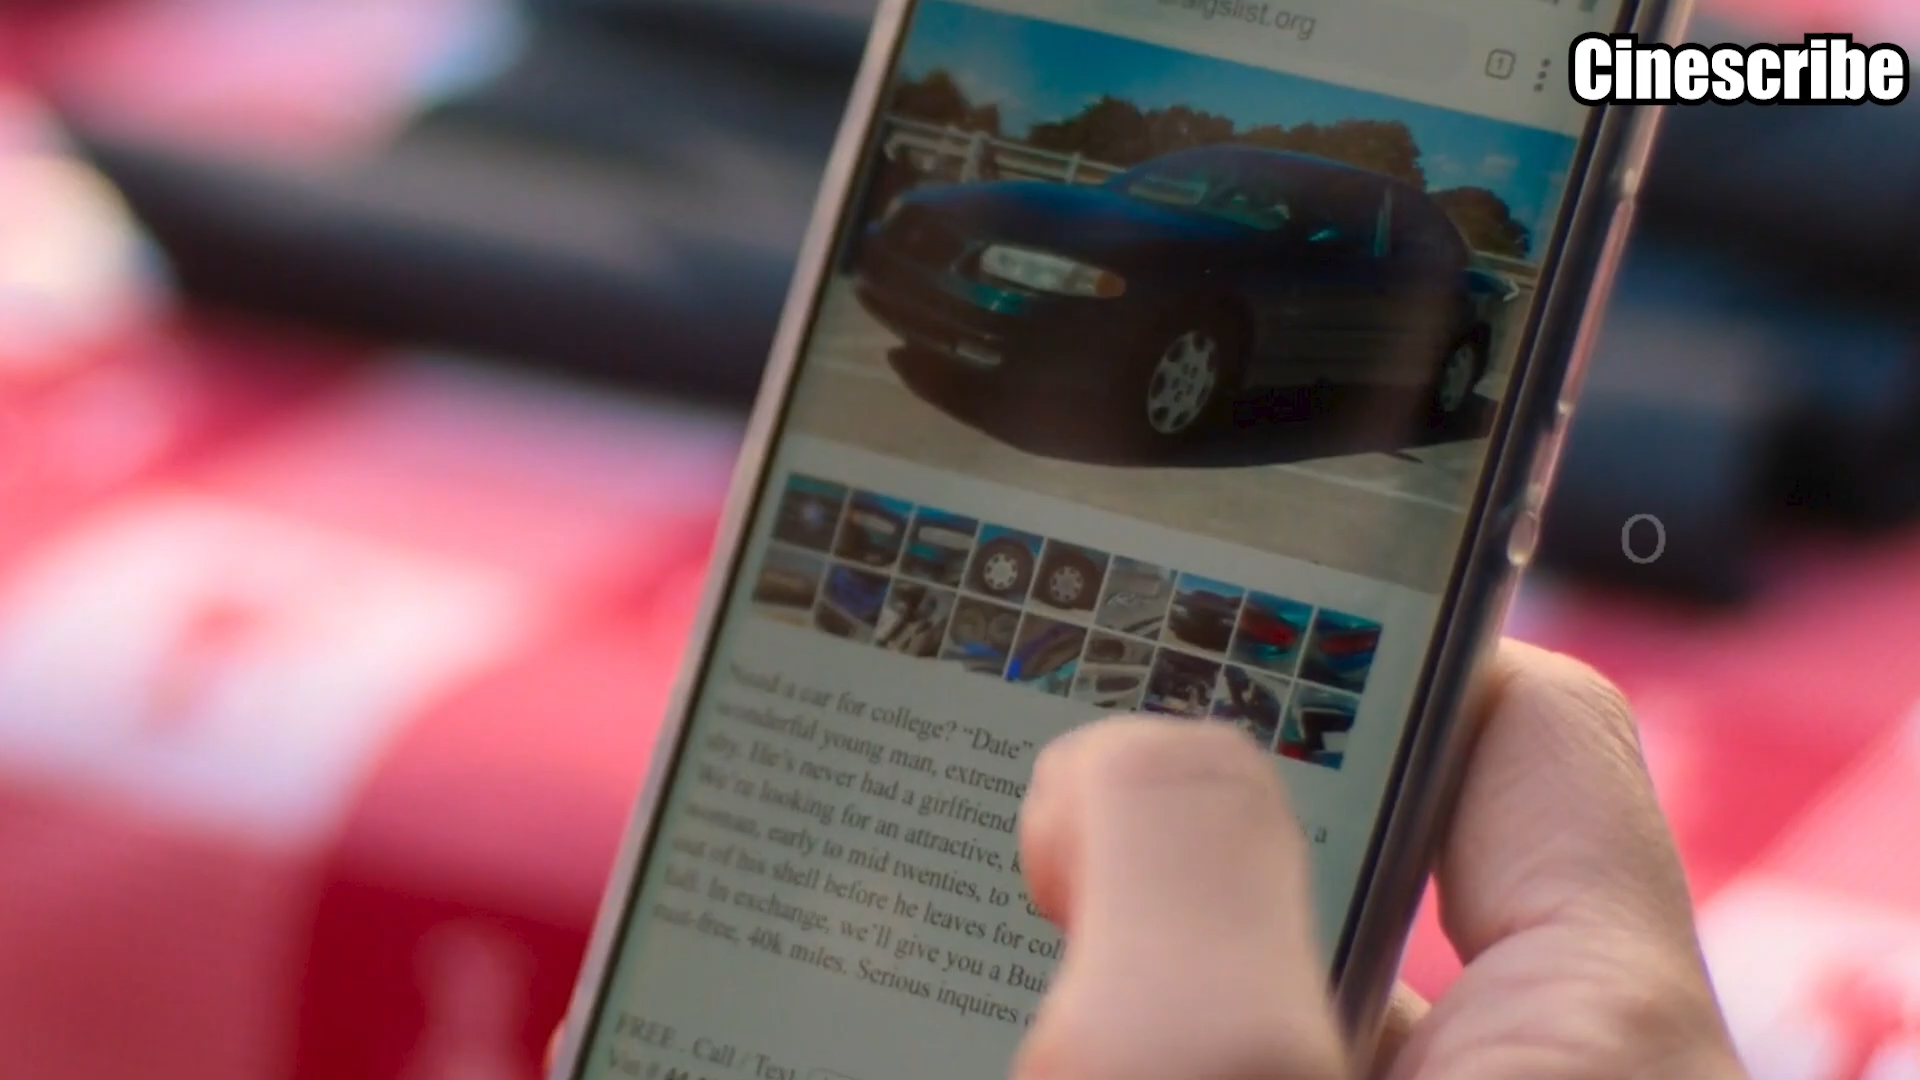 craigslist.org
1
Cinescribe
Need a car for college? “Date”
wonderful young man, extreme
shy. He's never had a girlfriend a
We're looking for an attractive,
woman, early to mid twenties, to
out of his shell before he leaves for
fall. In exchange, we'll give you a
rust-free, 40k miles. Serious inquires
FREE . Call / Text